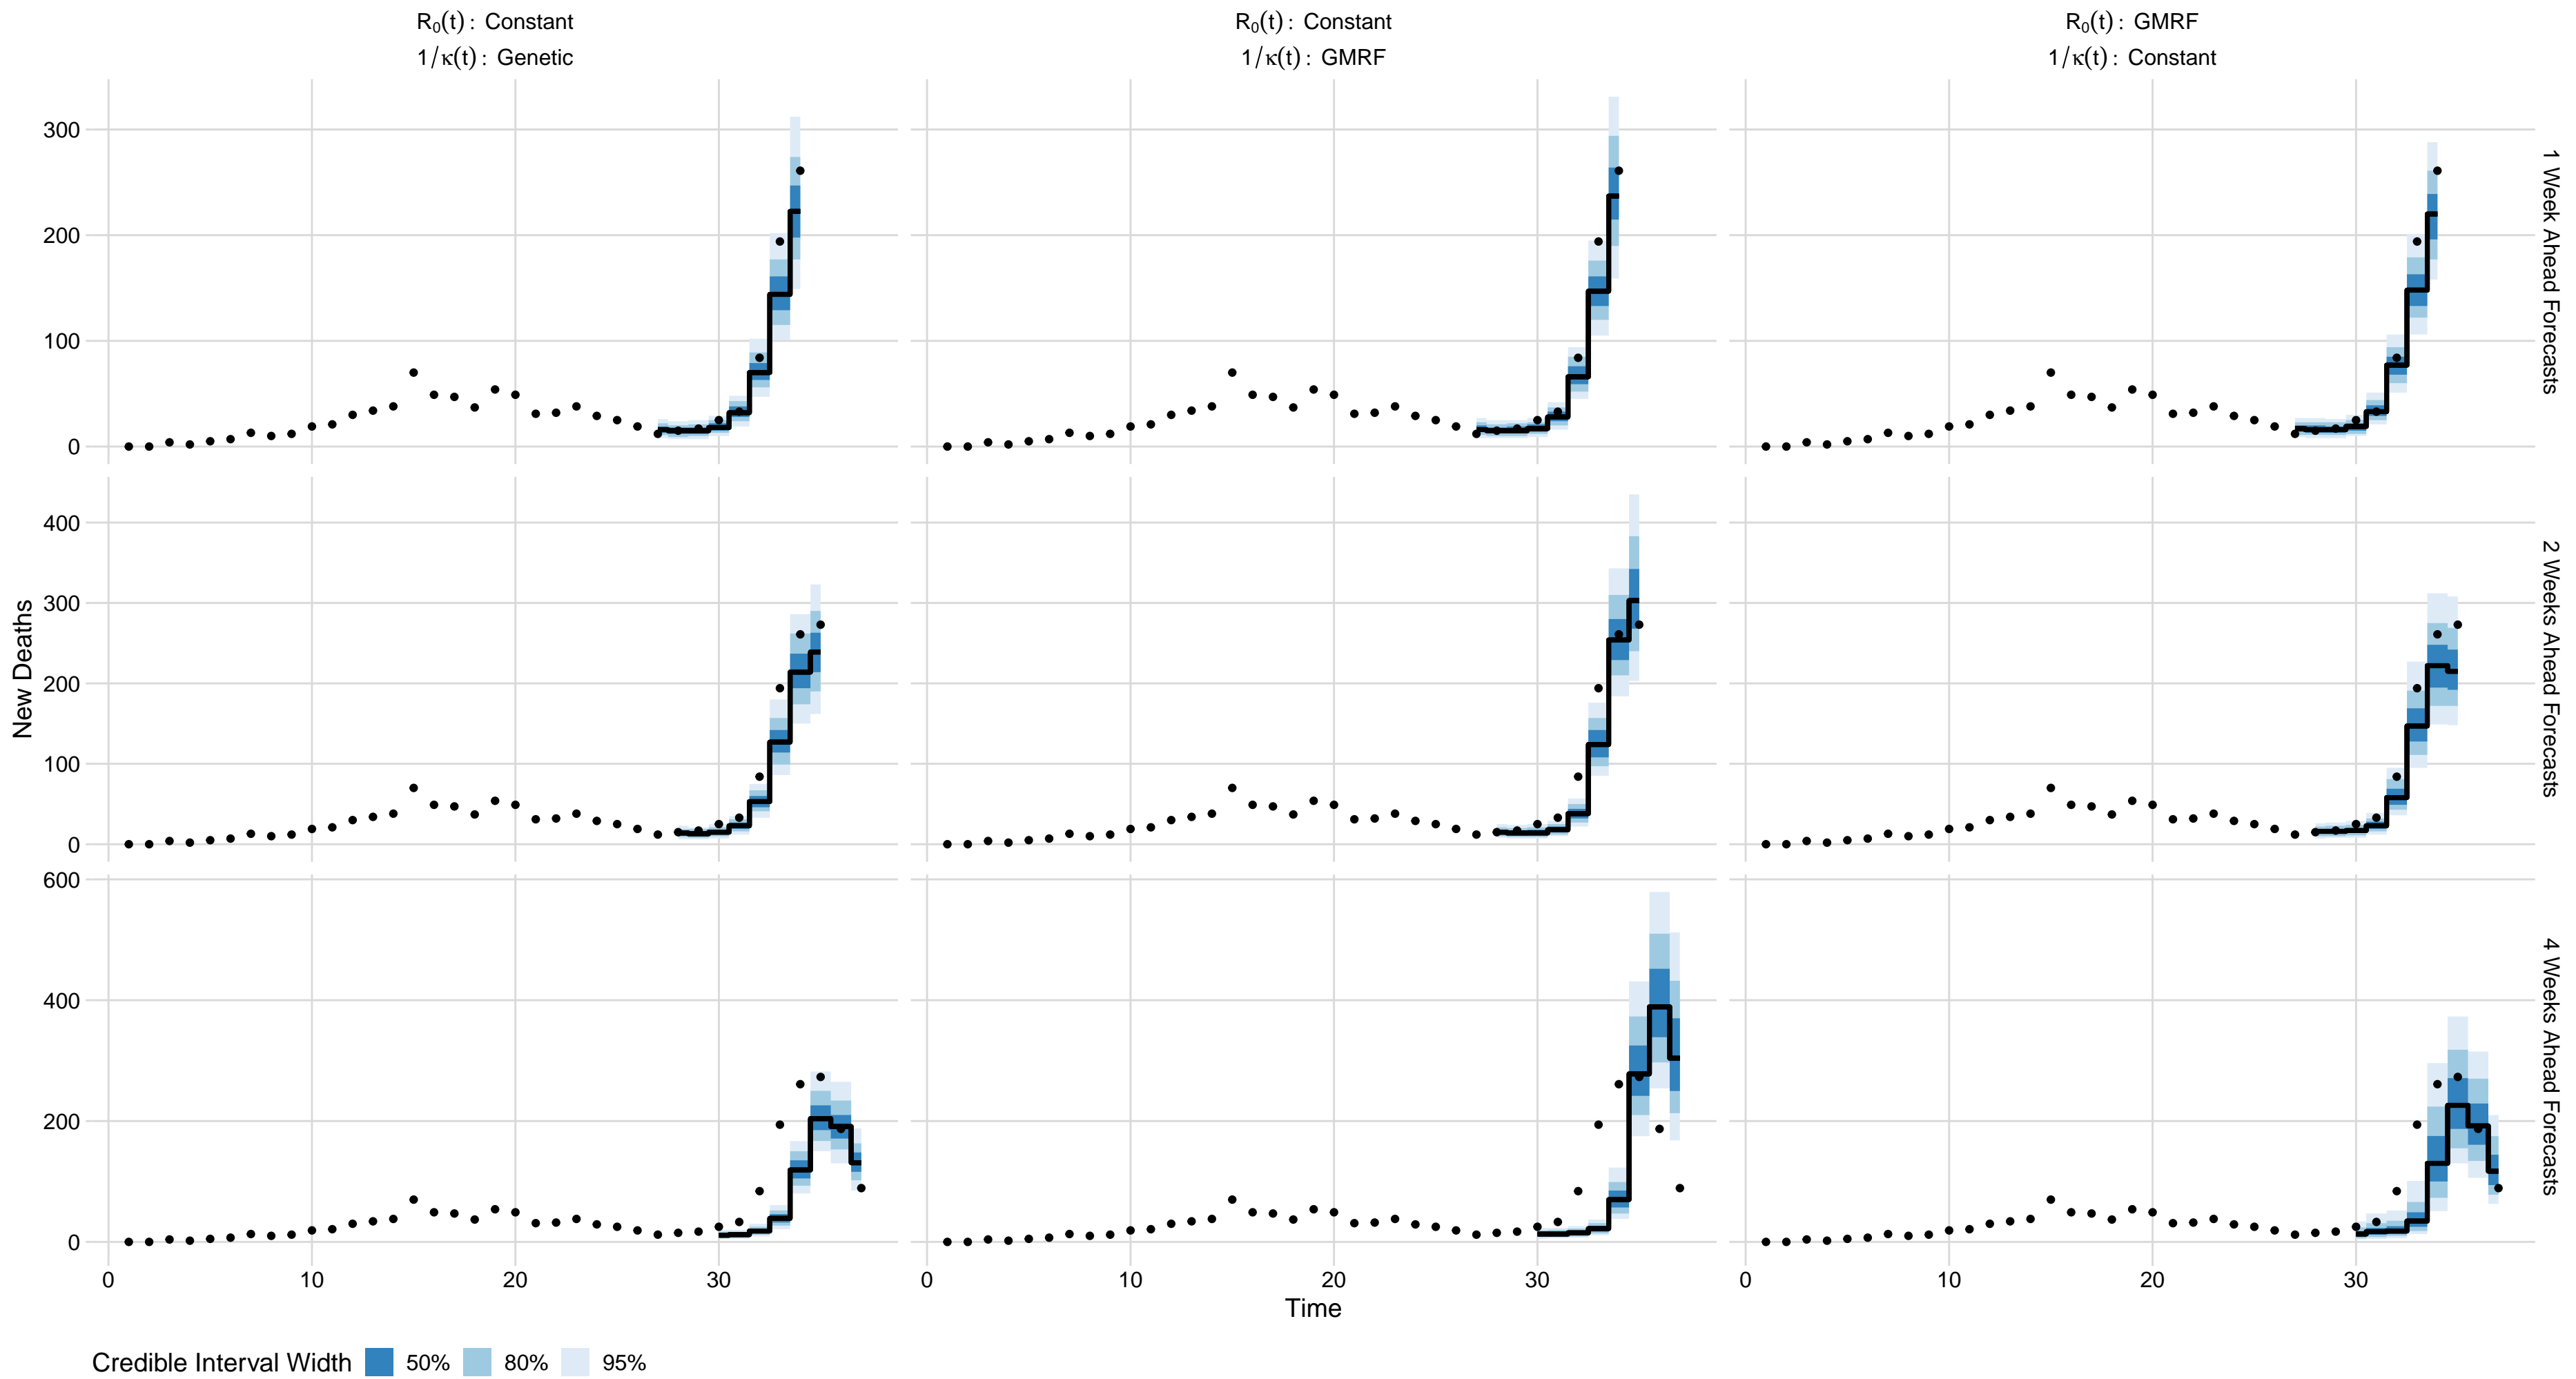 R₀(t): Constant
1/κ(t): Genetic
R₀(t): Constant
1/κ(t): GMRF
R₀(t): GMRF
1/κ(t): Constant
300
200
100
0
1 Week Ahead Forecasts
New Deaths
400
300
200
100
0
2 Weeks Ahead Forecasts
600
400
200
0
4 Weeks Ahead Forecasts
0 10 20 30
0 10 20 30
0 10 20 30
Time
Credible Interval Width 50% 80% 95%